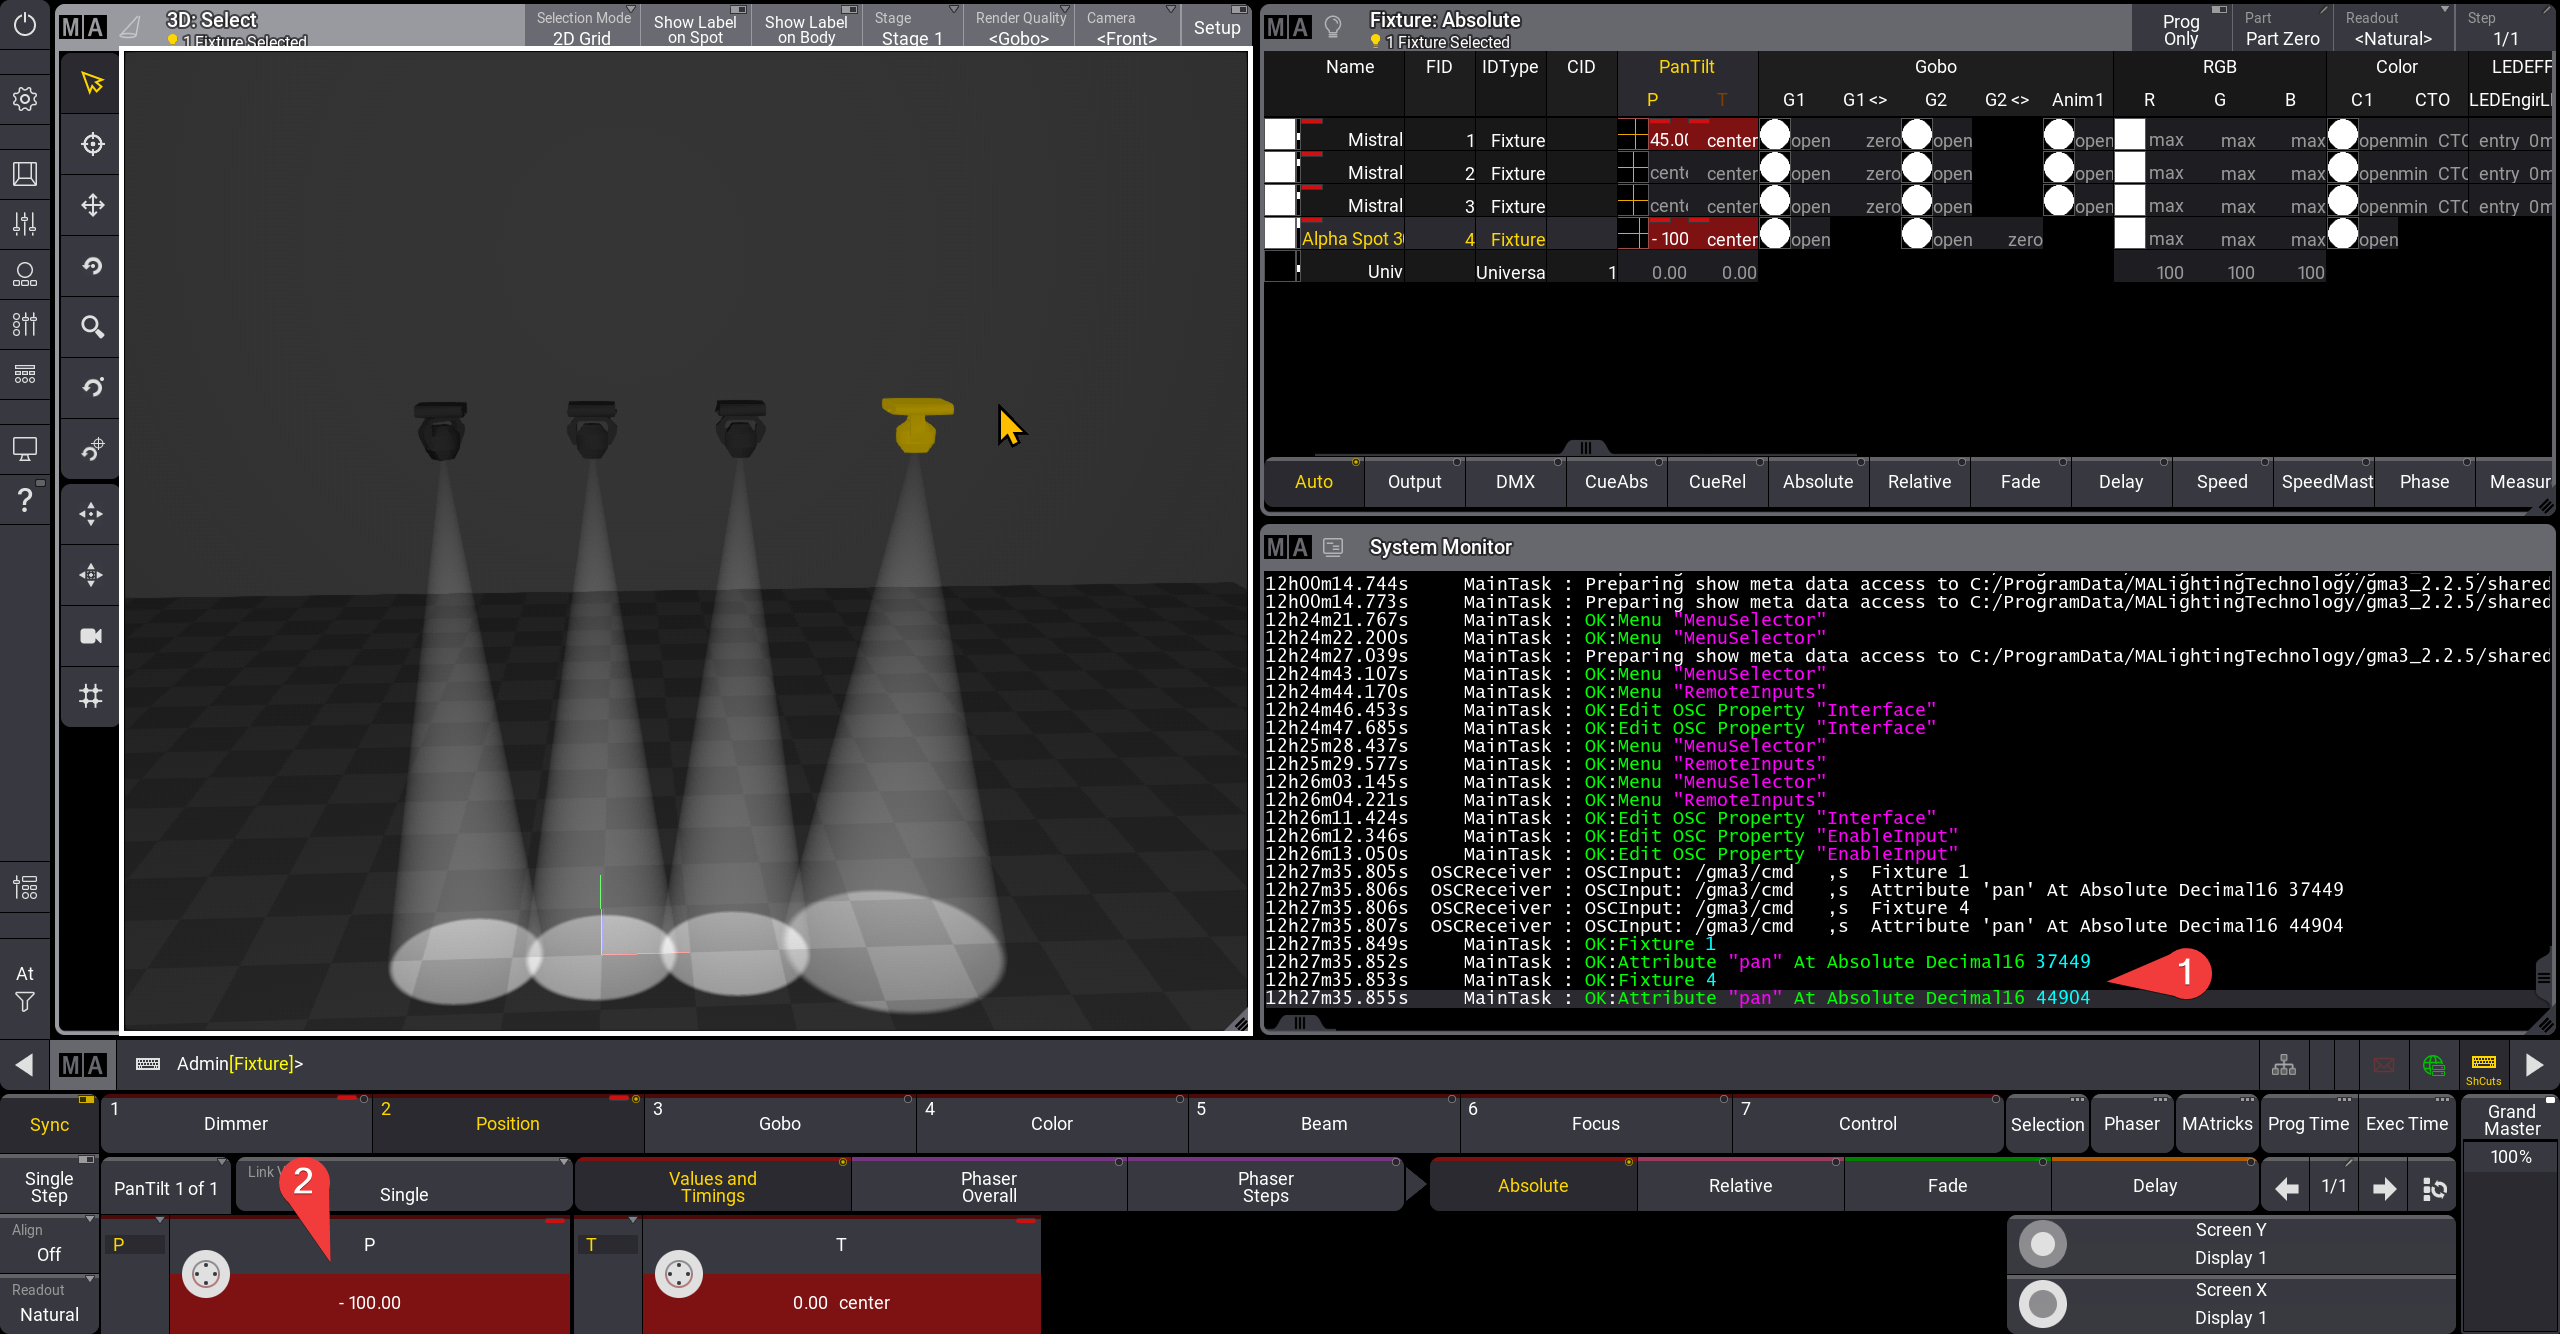 MA
3D: Select
1 Fixture Selected
Selection Mode
2D Grid
Show Label
on Spot
Show Label
on Body
Stage
Stage 1
Render Quality
<Gobo>
Camera
<Front>
Setup
MA
Fixture: Absolute
1 Fixture Selected
Prog
Only
Part
Part Zero
Readout
<Natural>
Step
1/1
Name FID IDType CID PanTilt Gobo RGB Color LEDEFF
P T G1 G1 <> G2 G2 <> Anim1 R G B C1 CTO LEDEngirLI
Mistral 1 Fixture 45.00 center open zero open open max max max open min CTO entry 0m
Mistral 2 Fixture cente center open zero open open max max max open min CTO entry 0m
Mistral 3 Fixture cente center open zero open open max max max open min CTO entry 0m
Alpha Spot 30 4 Fixture - 100 center open open zero max max max open
Univ Universa 1 0.00 0.00 100 100 100
Auto Output DMX CueAbs CueRel Absolute Relative Fade Delay Speed SpeedMast Phase Measur
MA
System Monitor
12h00m14.744s MainTask : Preparing show meta data access to C:/ProgramData/MALightingTechnology/gma3_2.2.5/shared
12h00m14.773s MainTask : Preparing show meta data access to C:/ProgramData/MALightingTechnology/gma3_2.2.5/shared
12h24m21.767s MainTask : OK:Menu "MenuSelector"
12h24m22.200s MainTask : OK:Menu "MenuSelector"
12h24m27.039s MainTask : Preparing show meta data access to C:/ProgramData/MALightingTechnology/gma3_2.2.5/shared
12h24m43.107s MainTask : OK:Menu "MenuSelector"
12h24m44.170s MainTask : OK:Menu "RemoteInputs"
12h24m46.453s MainTask : OK:Edit OSC Property "Interface"
12h24m47.685s MainTask : OK:Edit OSC Property "Interface"
12h25m28.437s MainTask : OK:Menu "MenuSelector"
12h25m29.577s MainTask : OK:Menu "RemoteInputs"
12h26m03.145s MainTask : OK:Menu "MenuSelector"
12h26m04.221s MainTask : OK:Menu "RemoteInputs"
12h26m11.424s MainTask : OK:Edit OSC Property "Interface"
12h26m12.346s MainTask : OK:Edit OSC Property "EnableInput"
12h26m13.050s MainTask : OK:Edit OSC Property "EnableInput"
12h27m35.805s OSCReceiver : OSCInput: /gma3/cmd ,s Fixture 1
12h27m35.806s OSCReceiver : OSCInput: /gma3/cmd ,s Attribute 'pan' At Absolute Decimal16 37449
12h27m35.806s OSCReceiver : OSCInput: /gma3/cmd ,s Fixture 4
12h27m35.807s OSCReceiver : OSCInput: /gma3/cmd ,s Attribute 'pan' At Absolute Decimal16 44904
12h27m35.849s MainTask : OK:Fixture 1
12h27m35.852s MainTask : OK:Attribute "pan" At Absolute Decimal16 37449
12h27m35.853s MainTask : OK:Fixture 4
12h27m35.855s MainTask : OK:Attribute "pan" At Absolute Decimal16 44904
1
?
At
MA
Admin[Fixture]>
ShCuts
Sync
1 Dimmer
2 Position
3 Gobo
4 Color
5 Beam
6 Focus
7 Control
Selection
Phaser
MAtricks
Prog Time
Exec Time
Grand
Master
100%
Single
Step
PanTilt 1 of 1
Link V
Single
2
Values and
Timings
Phaser
Overall
Phaser
Steps
Absolute
Relative
Fade
Delay
1/1
Align
Off
P
P
T
T
- 100.00
0.00 center
Readout
Natural
Screen Y
Display 1
Screen X
Display 1